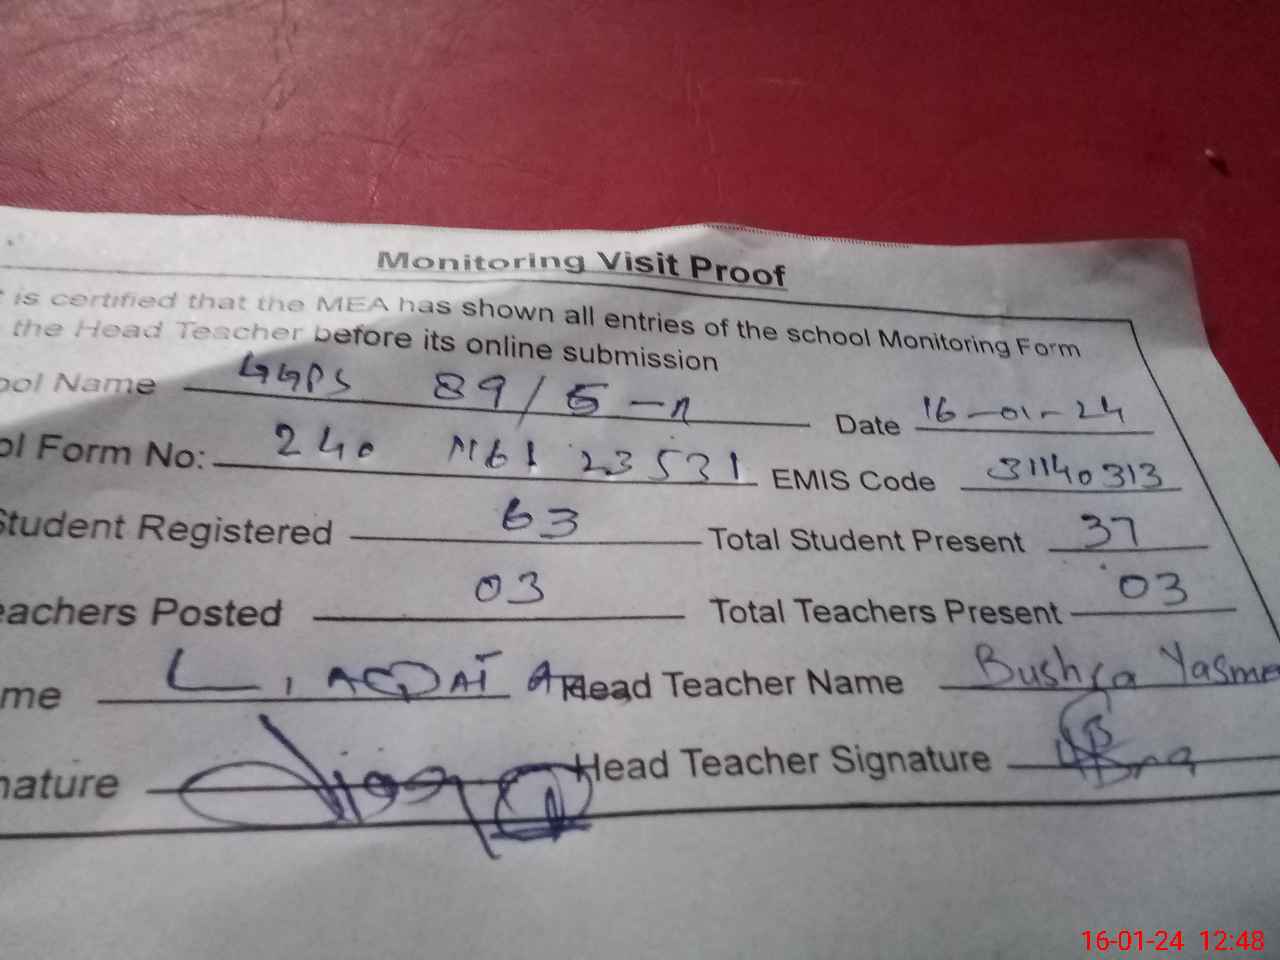 Monitoring Visit Proof
is certified that the MEA has shown all entries of the school Monitoring Form
the Head Teacher before its online submission
ool Name GGPS 89/5-R Date 16-01-24
ol Form No: 240 M61 23531 EMIS Code 31140313
Student Registered 63 Total Student Present 37
eachers Posted 03 Total Teachers Present 03
me Head Teacher Name Bushra Yasme
nature Head Teacher Signature
16-01-24 12:48